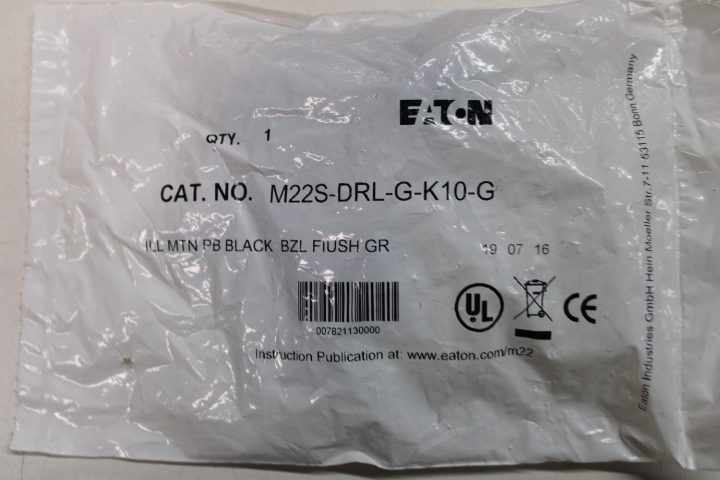 EATON
QTY. 1
CAT. NO. M22S-DRL-G-K10-G
ILL MTN PB BLACK BZL FIUSH GR 19 07 16
007821130000
UL CE
Instruction Publication at: www.eaton.com/m22
Eaton Industries GmbH Hein Moeller Str.7-11 53115 Bonn Germany